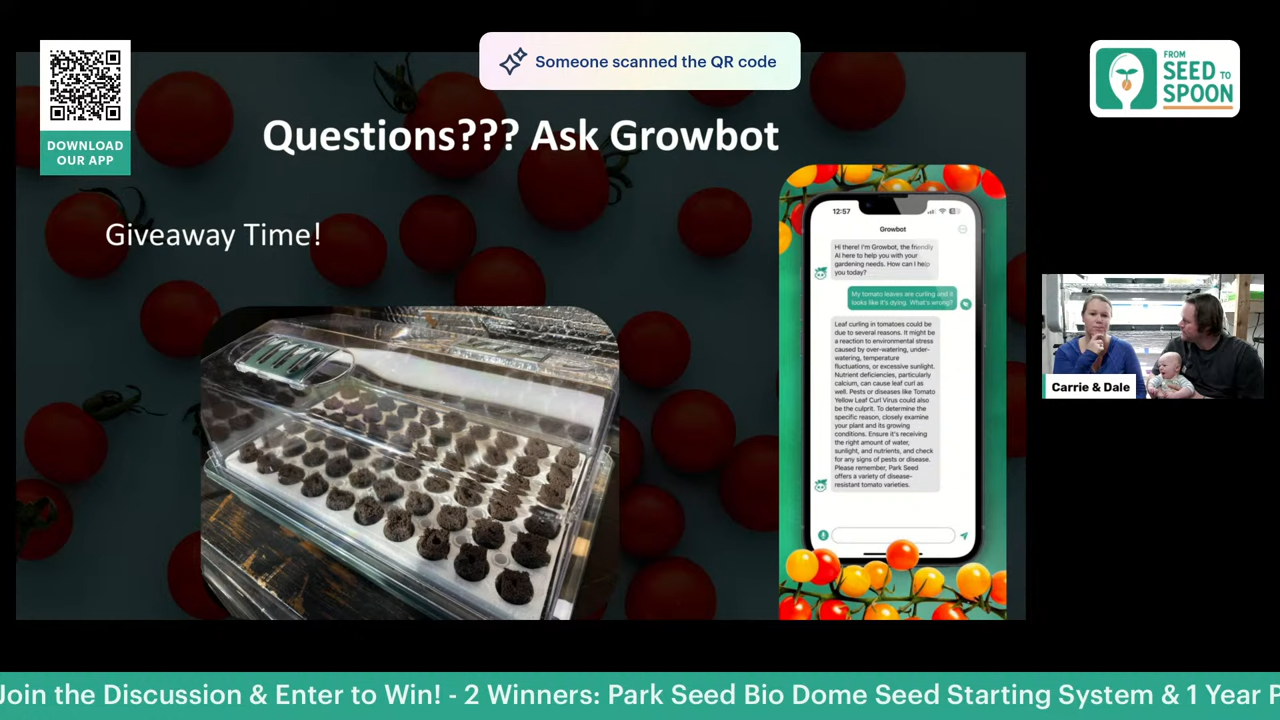 Someone scanned the QR code
DOWNLOAD
OUR APP
FROM
SEED TO
SPOON
Questions??? Ask Growbot
Giveaway Time!
12:57
Growbot
Hi there! I'm Growbot, the friendly
AI here to help you with your
gardening needs. How can I help
you today?
My tomato leaves are curling and it
looks like it's dying. What's wrong?
Leaf curling in tomatoes could be
due to several reasons. It might be
a reaction to environmental stress
caused by over-watering, under-
watering, temperature
fluctuations, or excessive sunlight.
Nutrient deficiencies, particularly
calcium, can cause leaf curl as
well. Pests or diseases like Tomato
Yellow Leaf Curl Virus could also
be the culprit. To determine the
specific reason, closely examine
your plant and its growing
conditions. Ensure it's receiving
the right amount of water,
sunlight, and nutrients, and check
for any signs of pests or disease.
Please remember, Park Seed
offers a variety of disease-
resistant tomato varieties.
Carrie & Dale
Join the Discussion & Enter to Win! - 2 Winners: Park Seed Bio Dome Seed Starting System & 1 Year P